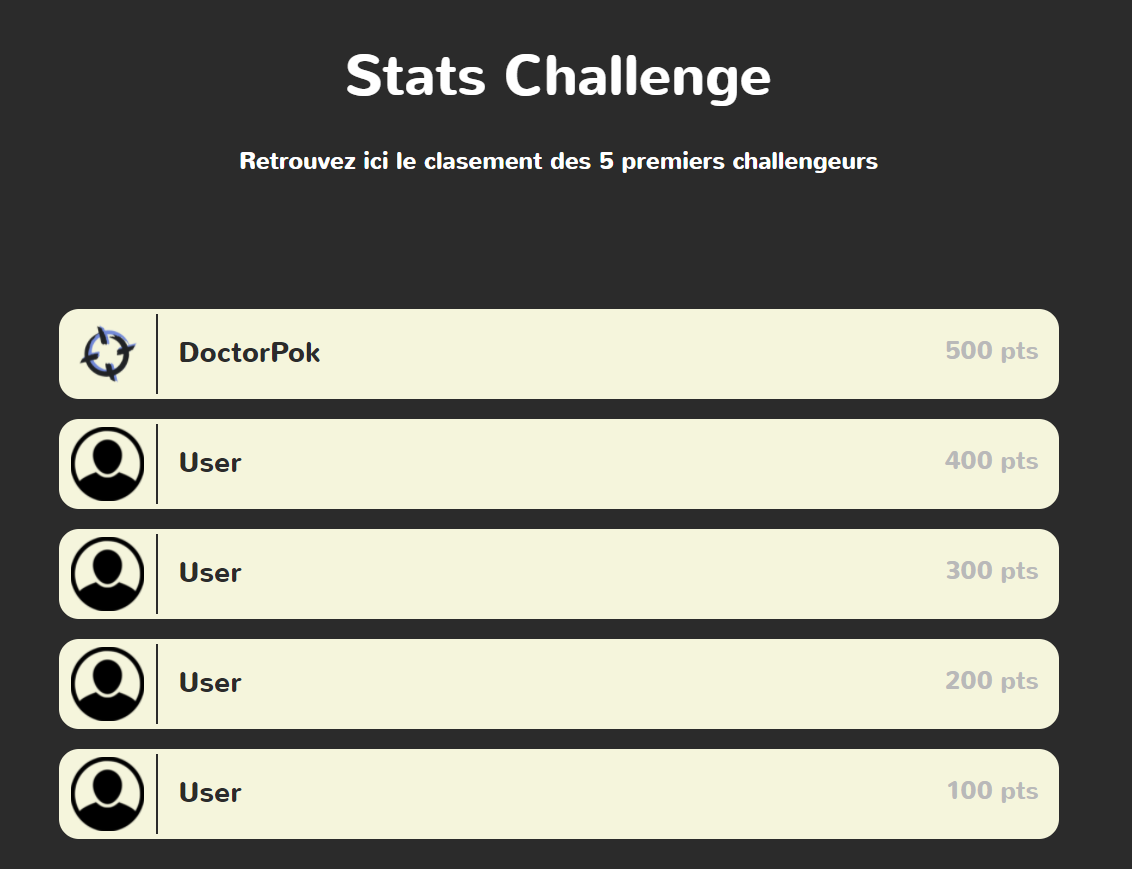 Stats Challenge
Retrouvez ici le clasement des 5 premiers challengeurs
DoctorPok 500 pts
User 400 pts
User 300 pts
User 200 pts
User 100 pts